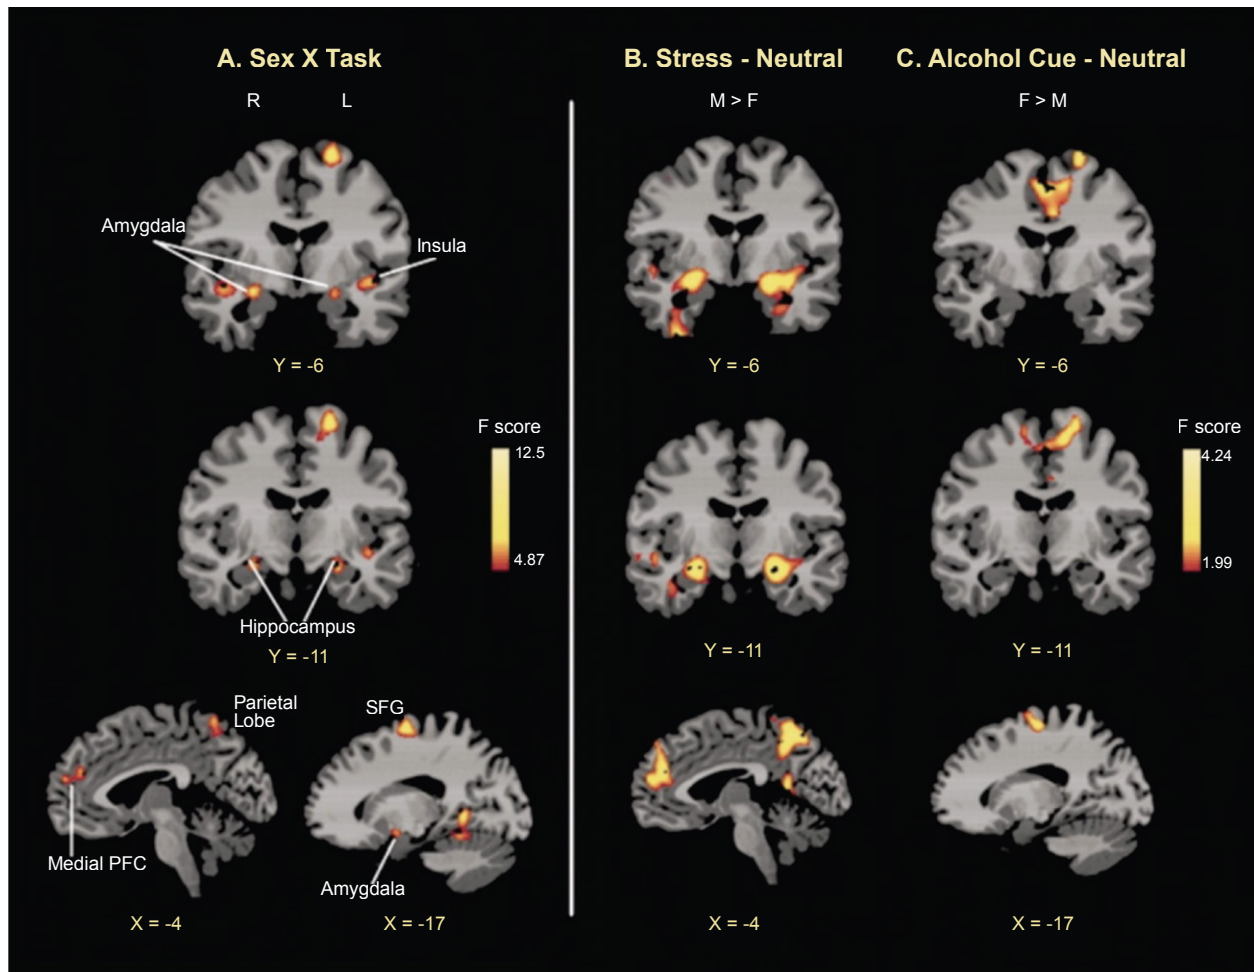 A. Sex X Task
B. Stress - Neutral
C. Alcohol Cue - Neutral
R
L
M > F
F > M
Amygdala
Insula
Y = -6
Y = -6
Y = -6
F score
12.5
4.87
F score
4.24
1.99
Hippocampus
Y = -11
Y = -11
Y = -11
Parietal
Lobe
SFG
Medial PFC
Amygdala
X = -4
X = -17
X = -4
X = -17